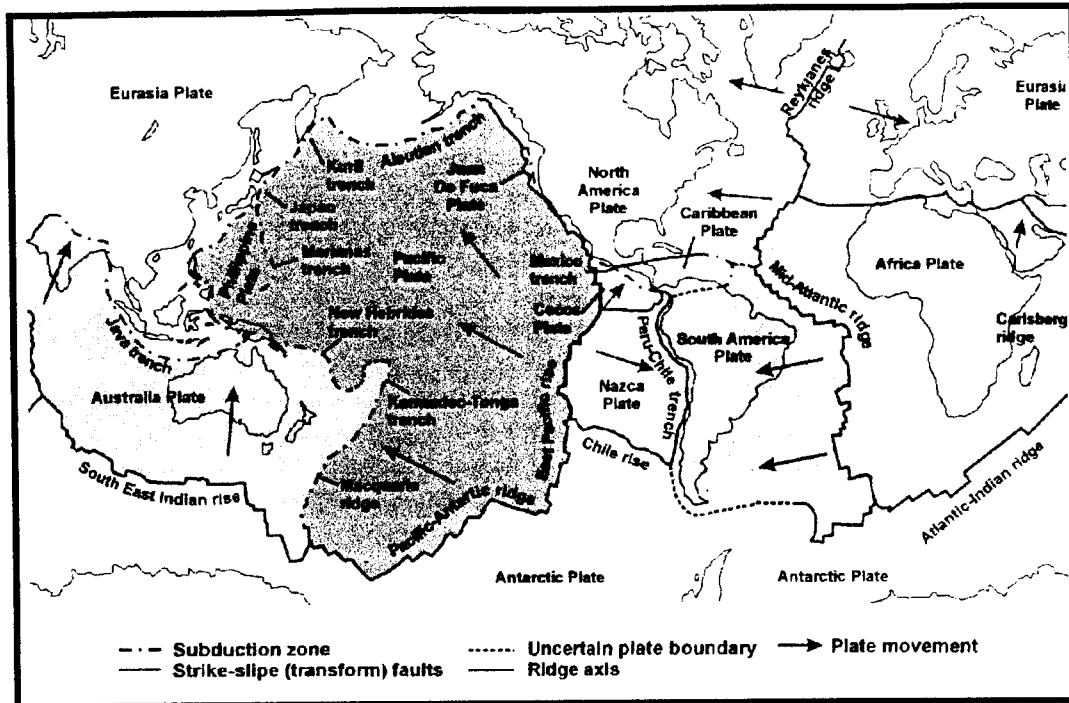 Eurasia Plate
Reykjanes
ridge
Eurasia
Plate
Aleutian trench
Kuril
trench
Juan
De Fuca
Plate
North
America
Plate
Japan
trench
Caribbean
Plate
Philippine
Plate
Marianas
trench
Pacific
Plate
Mexico
trench
Africa Plate
Mid-Atlantic ridge
New Hebrides
trench
Cocos
Plate
Java trench
Peru-Chile trench
South America
Plate
Carlsberg
ridge
Australia Plate
Kermadec-Tonga
trench
East Pacific rise
Nazca
Plate
Chile rise
South East Indian rise
Macquarie
ridge
Pacific-Antarctic ridge
Atlantic-Indian ridge
Antarctic Plate
Antarctic Plate
Subduction zone
Uncertain plate boundary
Plate movement
Strike-slipe (transform) faults
Ridge axis